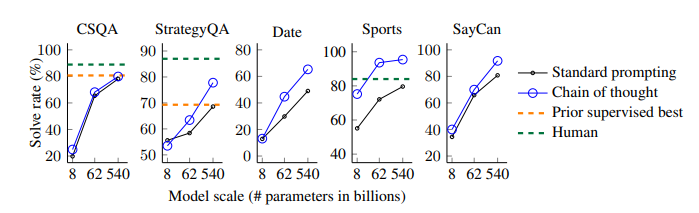 CSQA StrategyQA Date Sports SayCan
Solve rate (%)
100 80 60 40 20
90 80 70 60 50
80 60 40 20 0
100 80 60 40
100 80 60 40 20
8 62 540 8 62 540 8 62 540 8 62 540 8 62 540
Model scale (# parameters in billions)
Standard prompting
Chain of thought
Prior supervised best
Human